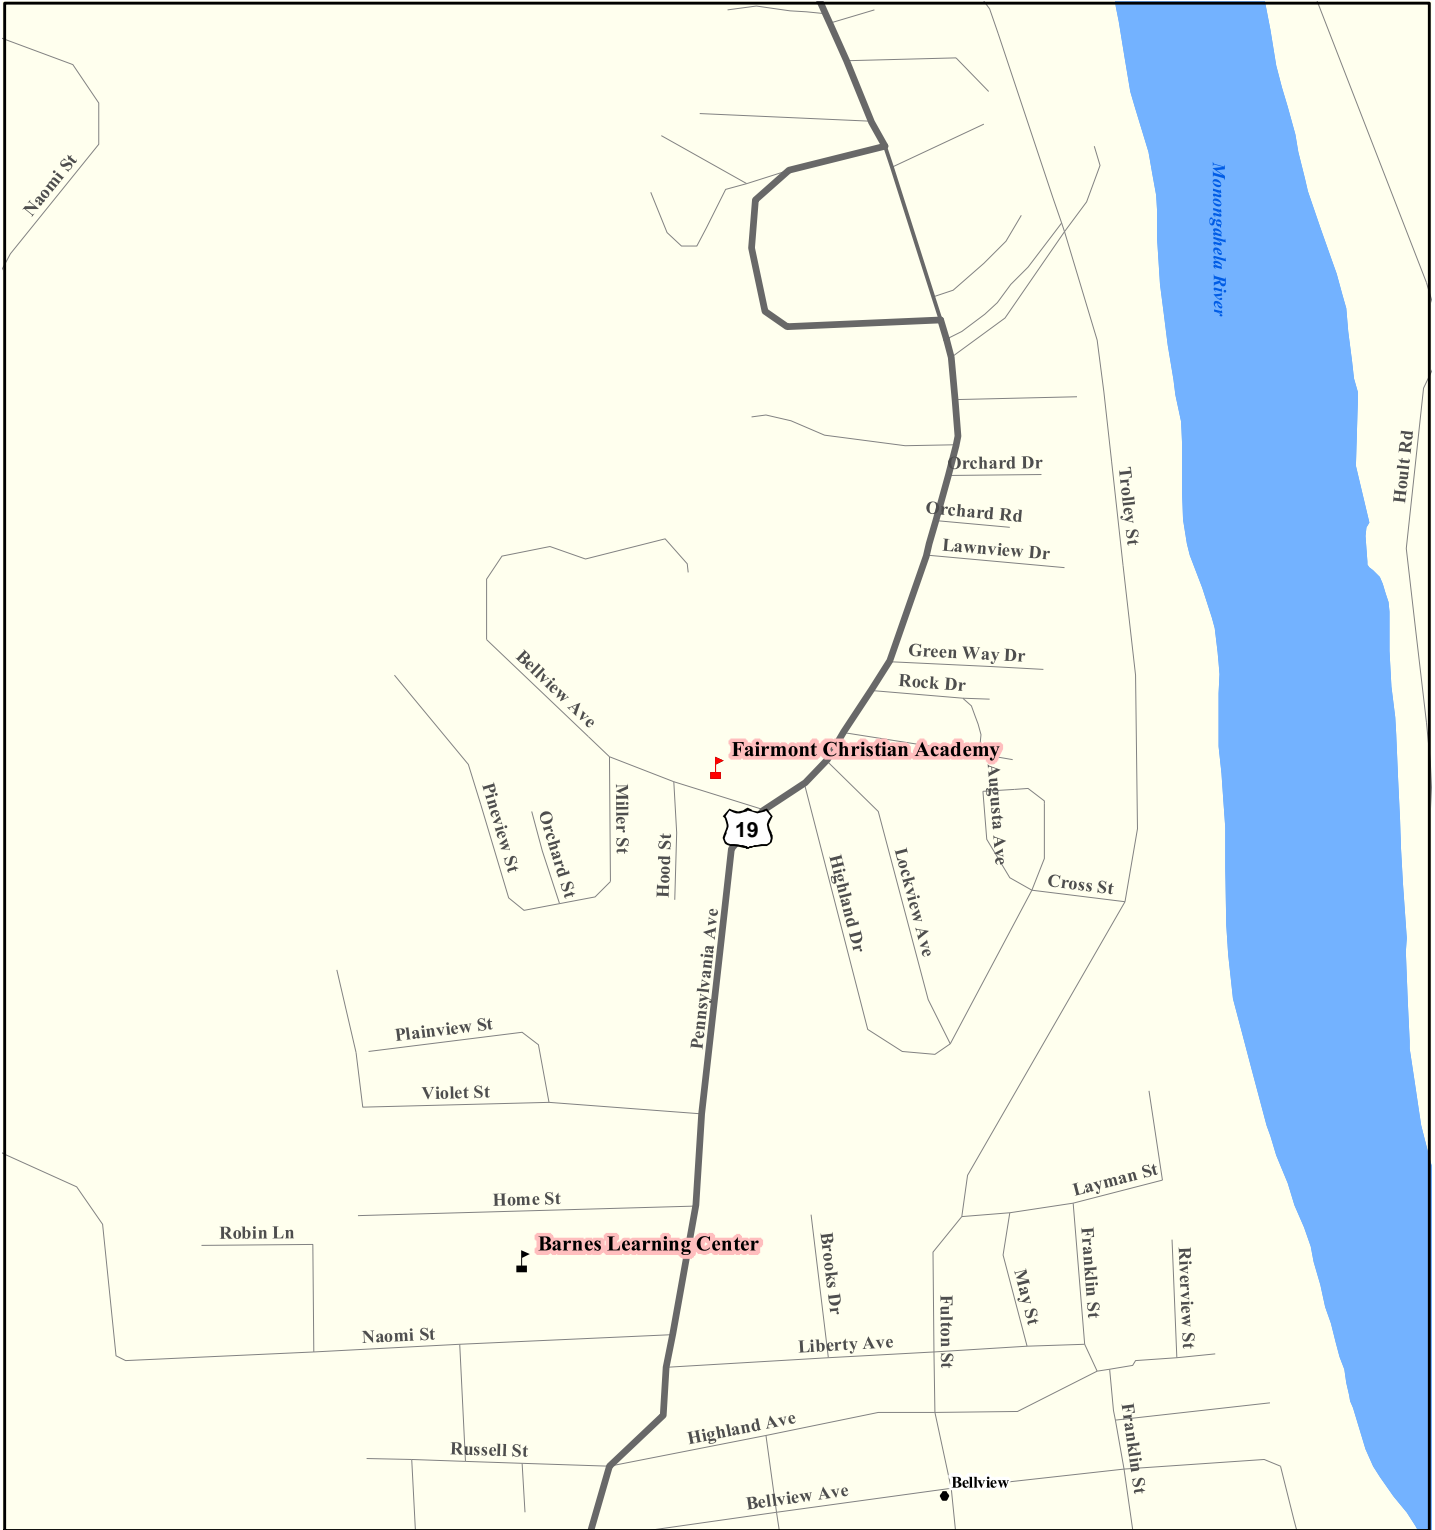 Naomi St
Monongahela River
Hoult Rd
Trolley St
Orchard Dr
Orchard Rd
Lawnview Dr
Green Way Dr
Rock Dr
Bellview Ave
Fairmont Christian Academy
Augusta Ave
Pineview St
Orchard St
Miller St
Hood St
19
Highland Dr
Lockview Ave
Cross St
Pennsylvania Ave
Plainview St
Violet St
Layman St
Home St
Robin Ln
Barnes Learning Center
Brooks Dr
Franklin St
Riverview St
May St
Fulton St
Naomi St
Liberty Ave
Highland Ave
Russell St
Franklin St
Bellview
Bellview Ave